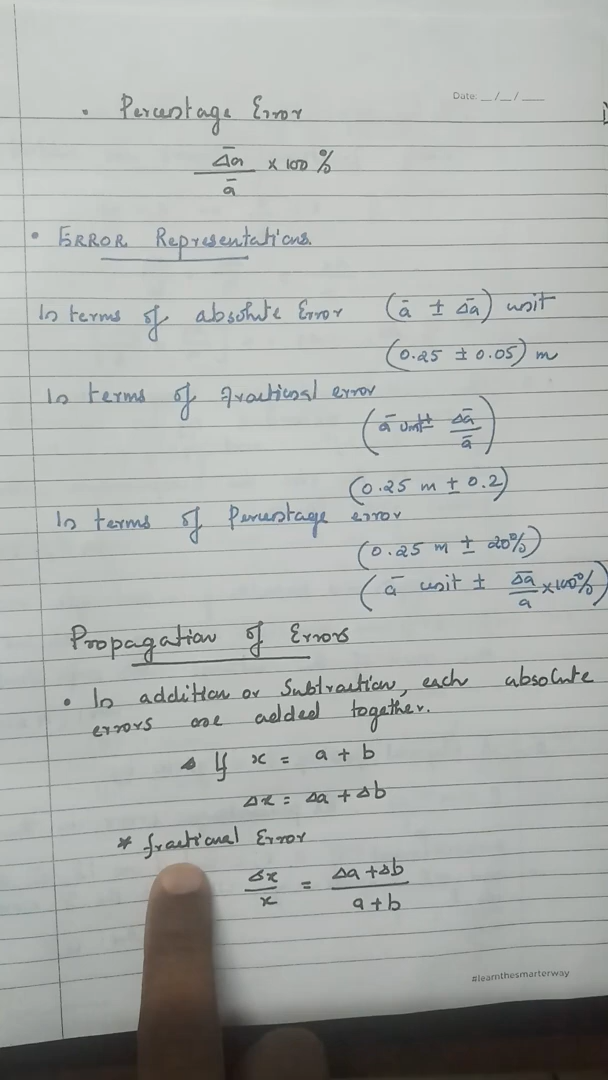 Date: __/__/____
• Percentage Error
Δā/ā × 100%
• ERROR Representations.
In terms of absolute Error (ā ± Δā) unit
(0.25 ± 0.05) m
In terms of fractional error
(ā unit ± Δā/ā)
(0.25 m ± 0.2)
In terms of Percentage error
(0.25 m ± 20%)
(ā unit ± Δā/a × 100%)
Propagation of Errors
• In addition or Subtraction, each absolute
errors are added together.
If x = a + b
Δx = Δa + Δb
* fractional Error
Δx/x = Δa + Δb/a + b
#learnthesmarterway